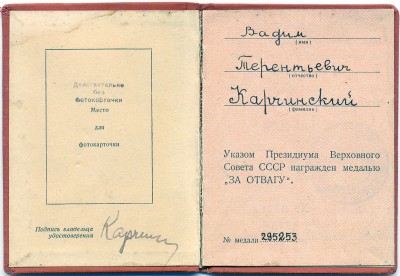 Действительно
без
фотокарточки
Место
для
фотокарточки
Подпись владельца
удостоверения
Вадим
(имя)
Терентьевич
(отчество)
Карчинский
(фамилия)
Указом Президиума Верховного
Совета СССР награжден медалью
„ЗА ОТВАГУ“.
№ медали 295253